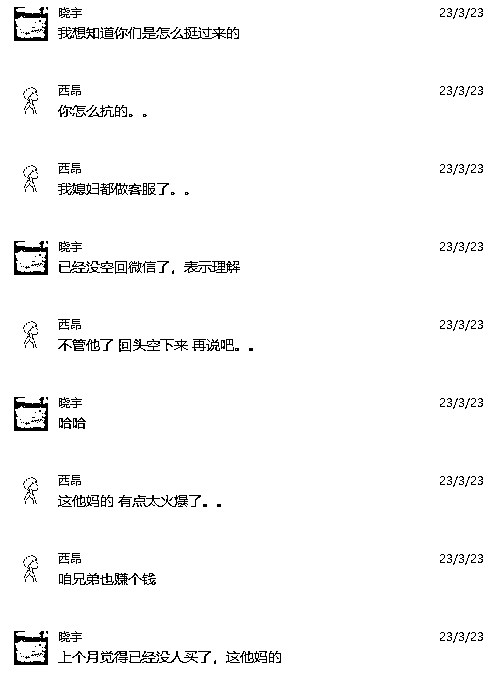 晓宇 23/3/23
我想知道你们是怎么挺过来的
西昂 23/3/23
你怎么抗的。。
西昂 23/3/23
我媳妇都做客服了。。
晓宇 23/3/23
已经没空回微信了，表示理解
西昂 23/3/23
不管他了 回头空下来 再说吧。。
晓宇 23/3/23
哈哈
西昂 23/3/23
这他妈的 有点太火爆了。。
西昂 23/3/23
咱兄弟也赚个钱
晓宇 23/3/23
上个月觉得已经没人买了，这他妈的